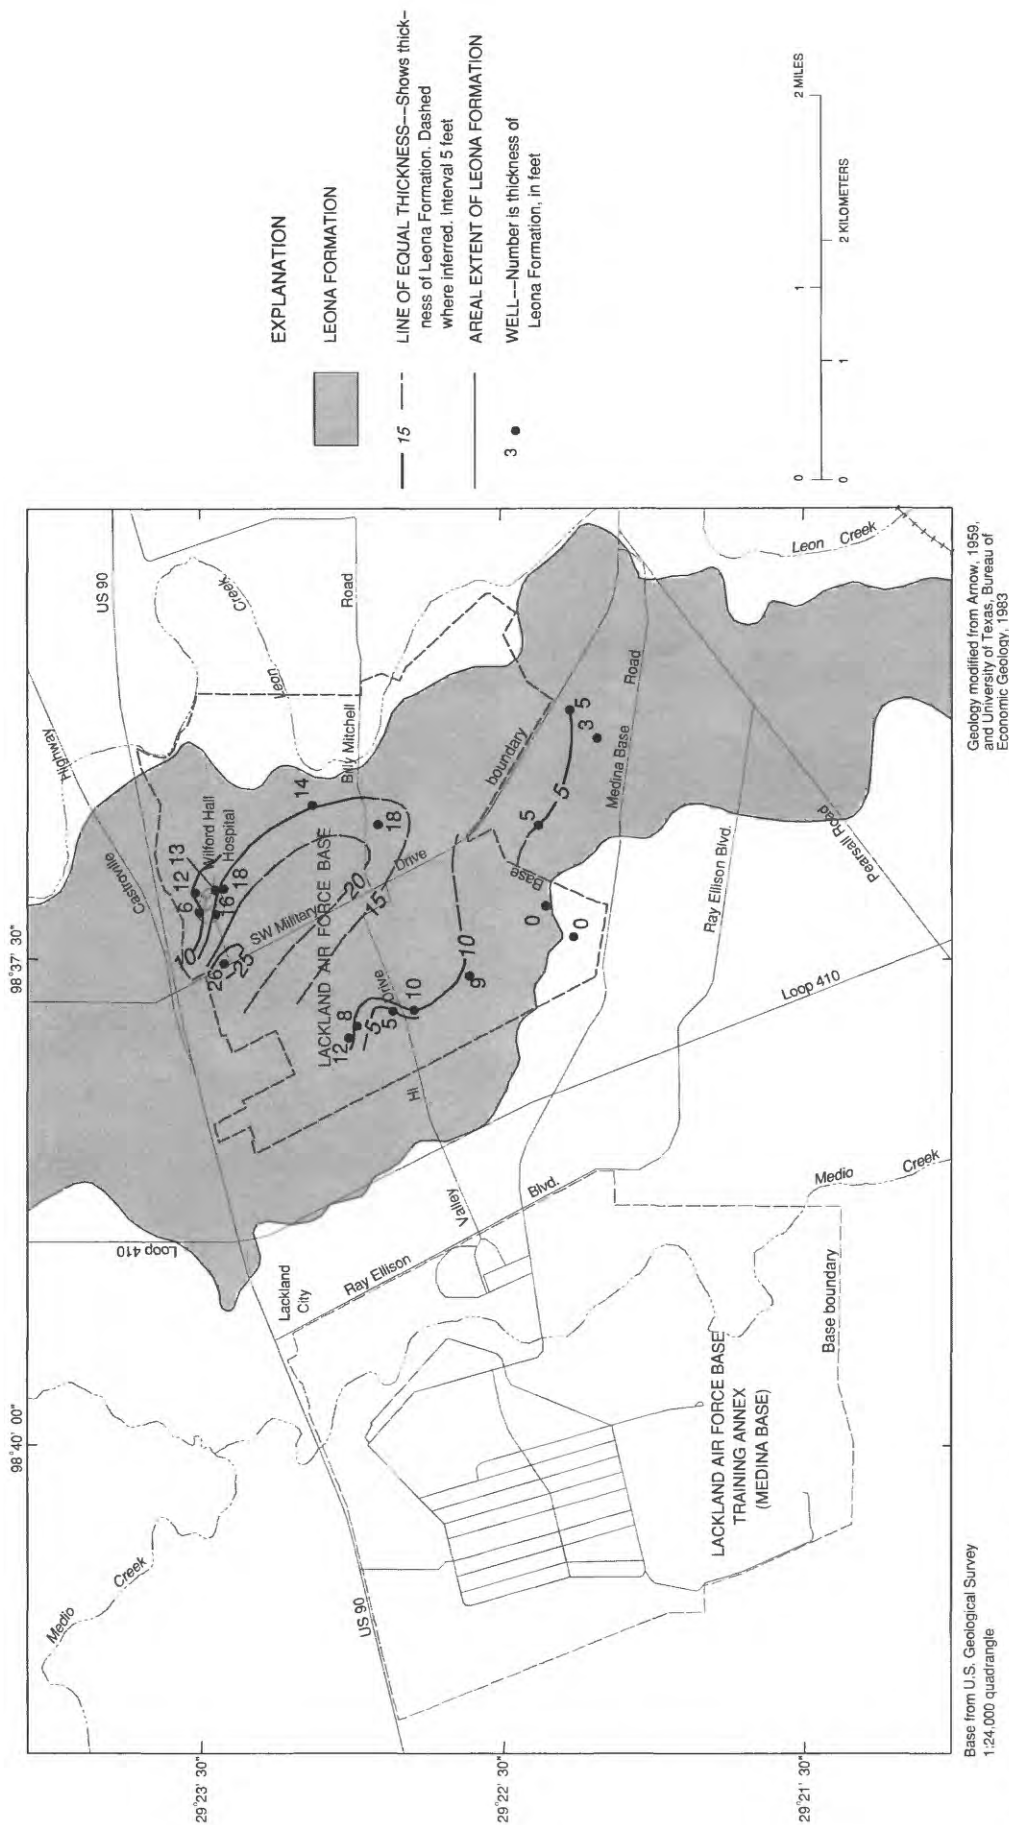 98°40' 00"
98°37' 30"
29°23' 30"
29°22' 30"
29°21' 30"
Medio
Creek
US 90
Loop 410
Lackland
City
Ray Ellison
Blvd.
Valley
Hi
Drive
LACKLAND AIR FORCE BASE
TRAINING ANNEX
(MEDINA BASE)
Base boundary
Medio
Creek
Castroville
Highway
US 90
Wilford Hall
Hospital
Leon
Creek
SW Military
Drive
LACKLAND AIR FORCE BASE
Billy Mitchell
Road
Base
boundary
Medina Base
Road
Ray Ellison Blvd.
Loop 410
Pearsall Road
Leon Creek
10
6
12
13
16
18
26
25
14
18
20
15
12
8
5
5
10
9
10
0
0
5
5
5
3
Base from U.S. Geological Survey
1:24,000 quadrangle
Geology modified from Arnow, 1959,
and University of Texas, Bureau of
Economic Geology, 1983
EXPLANATION
LEONA FORMATION
15
LINE OF EQUAL THICKNESS––Shows thick–
ness of Leona Formation. Dashed
where inferred. Interval 5 feet
AREAL EXTENT OF LEONA FORMATION
3
WELL––Number is thickness of
Leona Formation, in feet
0 1 2 MILES
0 1 2 KILOMETERS